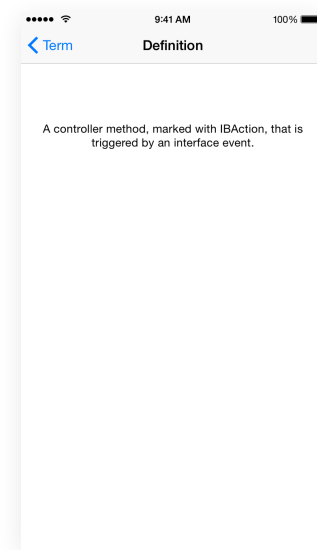 9:41 AM 100%
Term Definition
A controller method, marked with IBAction, that is
triggered by an interface event.